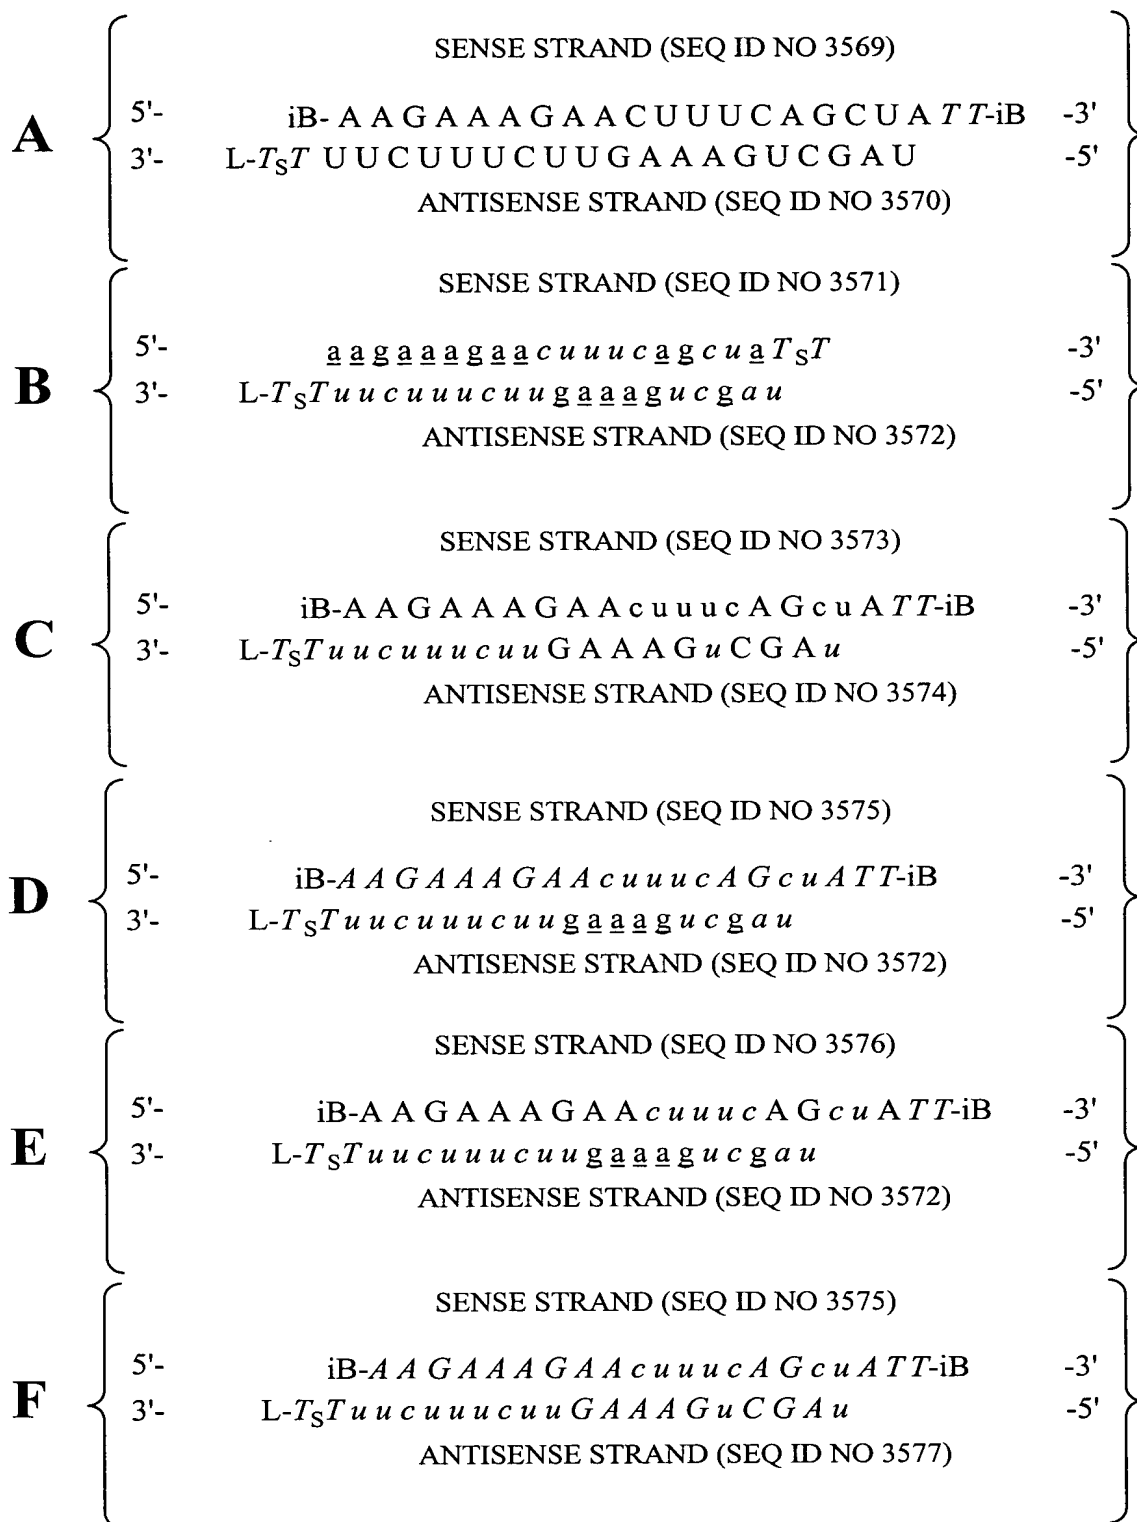 SENSE STRAND (SEQ ID NO 3569)
A
5'- iB- A A G A A A G A A C U U U C A G C U A T T-iB -3'
3'- L-TST U U C U U U C U U G A A A G U C G A U -5'
ANTISENSE STRAND (SEQ ID NO 3570)
SENSE STRAND (SEQ ID NO 3571)
B
5'- a a g a a a g a a c u u u c a g c u a TST -3'
3'- L-TST u u c u u u c u u g a a a g u c g a u -5'
ANTISENSE STRAND (SEQ ID NO 3572)
SENSE STRAND (SEQ ID NO 3573)
C
5'- iB-A A G A A A G A A c u u u c A G c u A TT-iB -3'
3'- L-TST u u c u u u c u u G A A A G u C G A u -5'
ANTISENSE STRAND (SEQ ID NO 3574)
SENSE STRAND (SEQ ID NO 3575)
D
5'- iB-A A G A A A G A A c u u u c A G c u A TT-iB -3'
3'- L-TST u u c u u u c u u g a a a g u c g a u -5'
ANTISENSE STRAND (SEQ ID NO 3572)
SENSE STRAND (SEQ ID NO 3576)
E
5'- iB-A A G A A A G A A c u u u c A G c u A TT-iB -3'
3'- L-TST u u c u u u c u u g a a a g u c g a u -5'
ANTISENSE STRAND (SEQ ID NO 3572)
SENSE STRAND (SEQ ID NO 3575)
F
5'- iB-A A G A A A G A A c u u u c A G c u A TT-iB -3'
3'- L-TST u u c u u u c u u G A A A G u C G A u -5'
ANTISENSE STRAND (SEQ ID NO 3577)